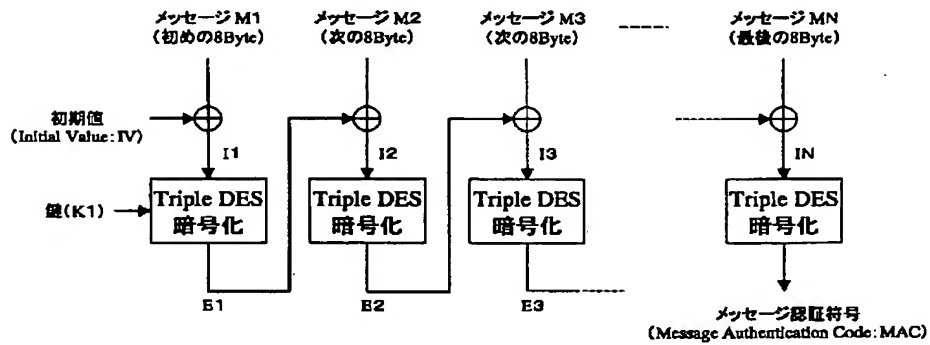 メッセージ M1
(初めの8Byte)
メッセージ M2
(次の8Byte)
メッセージ M3
(次の8Byte)
メッセージ MN
(最後の8Byte)
初期値
(Initial Value:IV)
I1
I2
I3
IN
鍵(K1)
Triple DES
暗号化
Triple DES
暗号化
Triple DES
暗号化
Triple DES
暗号化
E1
E2
E3
メッセージ認証符号
(Message Authentication Code:MAC)